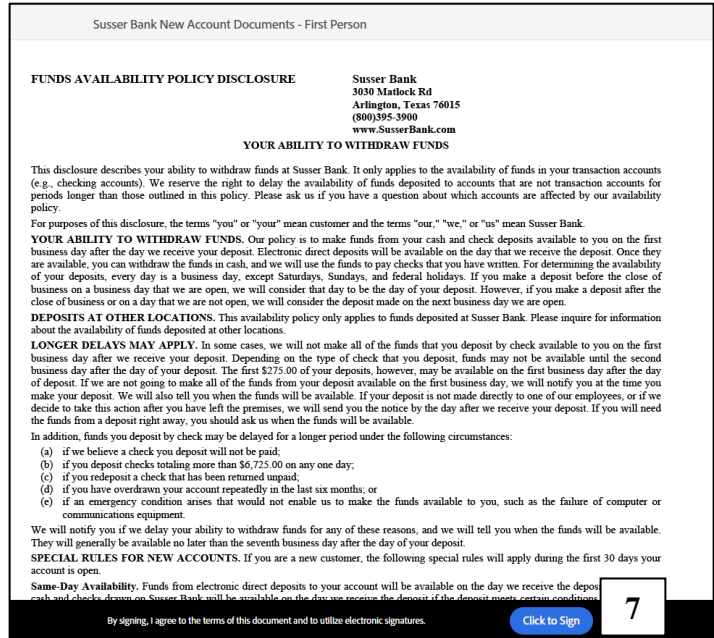 Susser Bank New Account Documents - First Person
FUNDS AVAILABILITY POLICY DISCLOSURE
Susser Bank
3030 Matlock Rd
Arlington, Texas 76015
(800)395-3900
www.SusserBank.com
YOUR ABILITY TO WITHDRAW FUNDS
This disclosure describes your ability to withdraw funds at Susser Bank. It only applies to the availability of funds in your transaction accounts
(e.g., checking accounts). We reserve the right to delay the availability of funds deposited to accounts that are not transaction accounts for
periods longer than those outlined in this policy. Please ask us if you have a question about which accounts are affected by our availability
policy.
For purposes of this disclosure, the terms "you" or "your" mean customer and the terms "our," "we," or "us" mean Susser Bank.
YOUR ABILITY TO WITHDRAW FUNDS. Our policy is to make funds from your cash and check deposits available to you on the first
business day after the day we receive your deposit. Electronic direct deposits will be available on the day that we receive the deposit. Once they
are available, you can withdraw the funds in cash, and we will use the funds to pay checks that you have written. For determining the availability
of your deposits, every day is a business day, except Saturdays, Sundays, and federal holidays. If you make a deposit before the close of
business on a business day that we are open, we will consider that day to be the day of your deposit. However, if you make a deposit after the
close of business or on a day that we are not open, we will consider the deposit made on the next business day we are open.
DEPOSITS AT OTHER LOCATIONS. This availability policy only applies to funds deposited at Susser Bank. Please inquire for information
about the availability of funds deposited at other locations.
LONGER DELAYS MAY APPLY. In some cases, we will not make all of the funds that you deposit by check available to you on the first
business day after we receive your deposit. Depending on the type of check that you deposit, funds may not be available until the second
business day after the day of your deposit. The first $275.00 of your deposits, however, may be available on the first business day after the day
of deposit. If we are not going to make all of the funds from your deposit available on the first business day, we will notify you at the time you
make your deposit. We will also tell you when the funds will be available. If your deposit is not made directly to one of our employees, or if we
decide to take this action after you have left the premises, we will send you the notice by the day after we receive your deposit. If you will need
the funds from a deposit right away, you should ask us when the funds will be available.
In addition, funds you deposit by check may be delayed for a longer period under the following circumstances:
(a) if we believe a check you deposit will not be paid;
(b) if you deposit checks totaling more than $6,725.00 on any one day;
(c) if you redeposit a check that has been returned unpaid;
(d) if you have overdrawn your account repeatedly in the last six months; or
(e) if an emergency condition arises that would not enable us to make the funds available to you, such as the failure of computer or
communications equipment.
We will notify you if we delay your ability to withdraw funds for any of these reasons, and we will tell you when the funds will be available.
They will generally be available no later than the seventh business day after the day of your deposit.
SPECIAL RULES FOR NEW ACCOUNTS. If you are a new customer, the following special rules will apply during the first 30 days your
account is open.
Same-Day Availability. Funds from electronic direct deposits to your account will be available on the day we receive the depos
cash and checks drawn on Susser Bank will be available on the day we receive the deposit if the deposit meets certain conditions
By signing, I agree to the terms of this document and to utilize electronic signatures.
Click to Sign
7